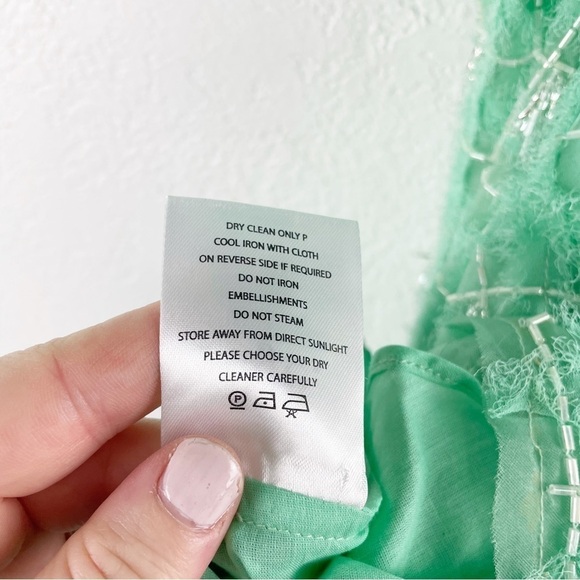 DRY CLEAN ONLY P
COOL IRON WITH CLOTH
ON REVERSE SIDE IF REQUIRED
DO NOT IRON
EMBELLISHMENTS
DO NOT STEAM
STORE AWAY FROM DIRECT SUNLIGHT
PLEASE CHOOSE YOUR DRY
CLEANER CAREFULLY
P